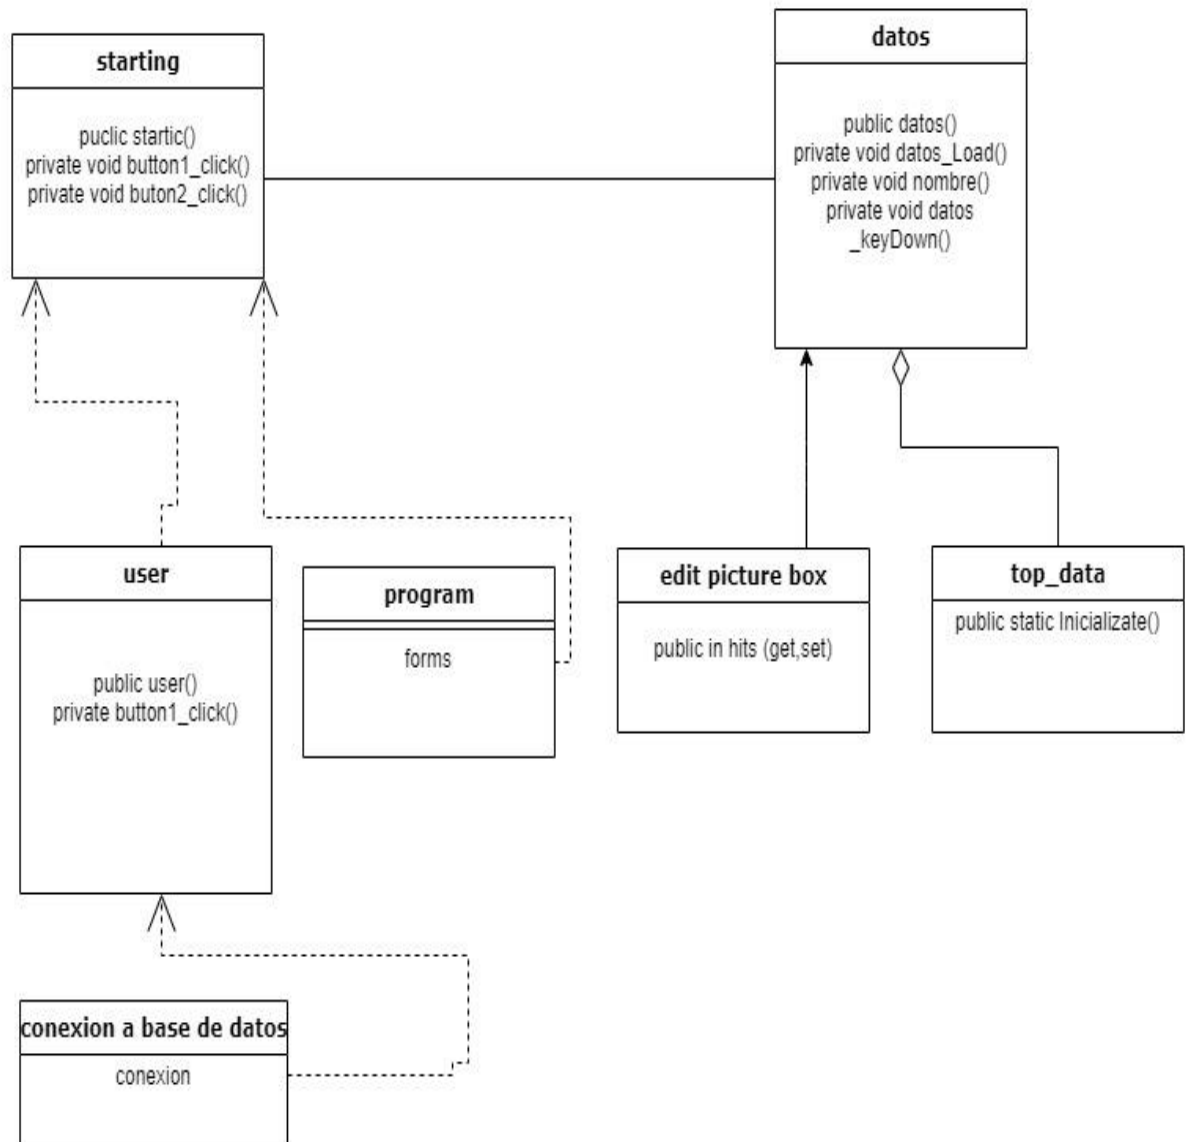 starting
puclic startic()
private void button1_click()
private void buton2_click()
datos
public datos()
private void datos_Load()
private void nombre()
private void datos
_keyDown()
user
public user()
private button1_click()
program
forms
edit picture box
public in hits (get,set)
top_data
public static Inicializate()
conexion a base de datos
conexion